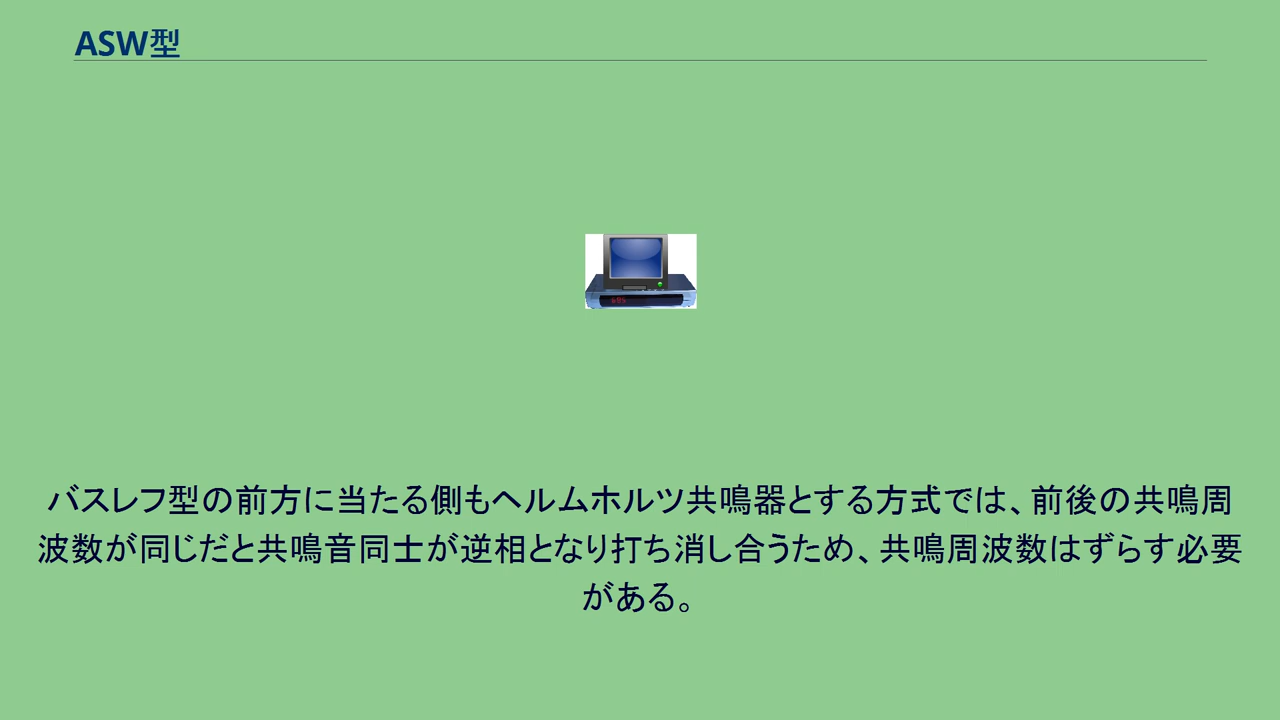 ASW型
685
バスレフ型の前方に当たる側もヘルムホルツ共鳴器とする方式では、前後の共鳴周
波数が同じだと共鳴音同士が逆相となり打ち消し合うため、共鳴周波数はずらす必要
がある。